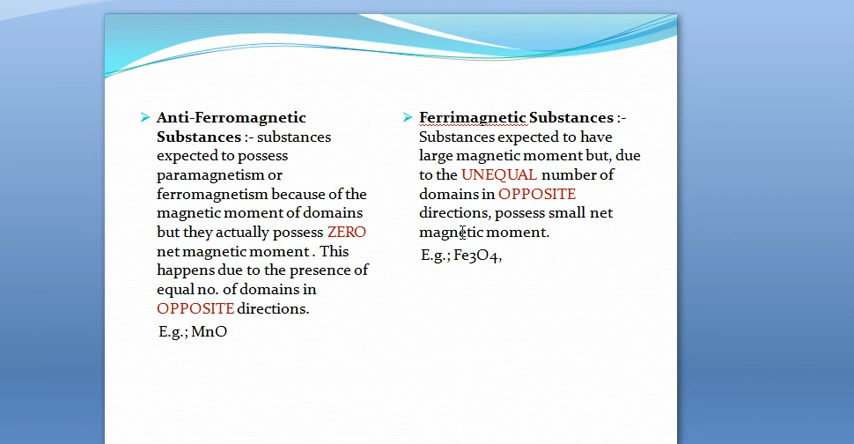 Anti-Ferromagnetic
Substances :- substances
expected to possess
paramagnetism or
ferromagnetism because of the
magnetic moment of domains
but they actually possess ZERO
net magnetic moment . This
happens due to the presence of
equal no. of domains in
OPPOSITE directions.
E.g.; MnO
Ferrimagnetic Substances :-
Substances expected to have
large magnetic moment but, due
to the UNEQUAL number of
domains in OPPOSITE
directions, possess small net
magnetic moment.
E.g.; Fe3O4,